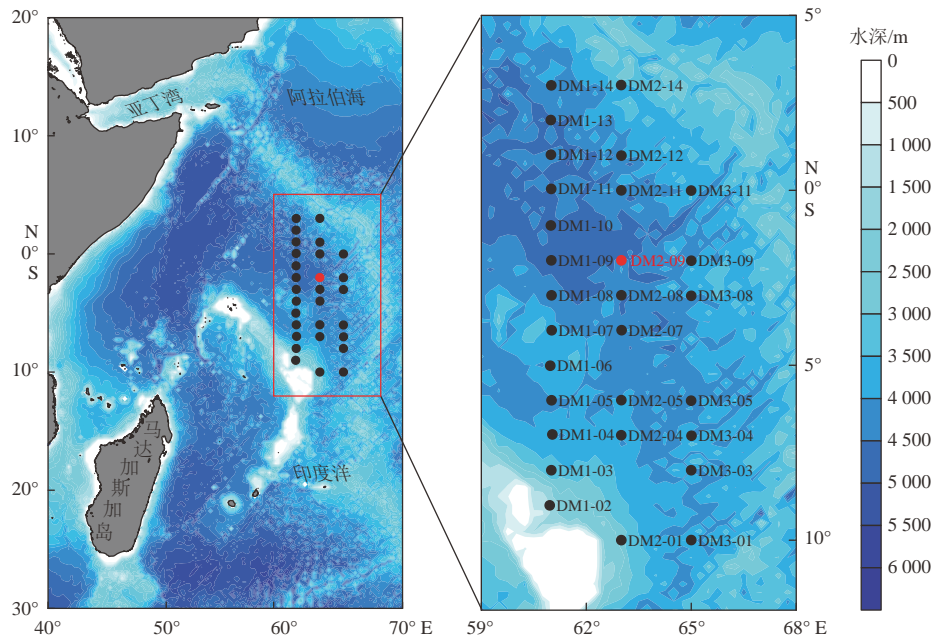 20°
10°
N
0°
S
10°
20°
30°
40°
50°
60°
70° E
亚丁湾
阿拉伯海
印度洋
马达加斯加岛
5°
N
0°
S
5°
10°
59°
62°
65°
68° E
DM1-14 DM2-14
DM1-13
DM1-12 DM2-12
DM1-11 DM2-11 DM3-11
DM1-10
DM1-09 DM2-09 DM3-09
DM1-08 DM2-08 DM3-08
DM1-07 DM2-07
DM1-06
DM1-05 DM2-05 DM3-05
DM1-04 DM2-04 DM3-04
DM1-03 DM3-03
DM1-02
DM2-01 DM3-01
水深/m
0
500
1 000
1 500
2 000
2 500
3 000
3 500
4 000
4 500
5 000
5 500
6 000